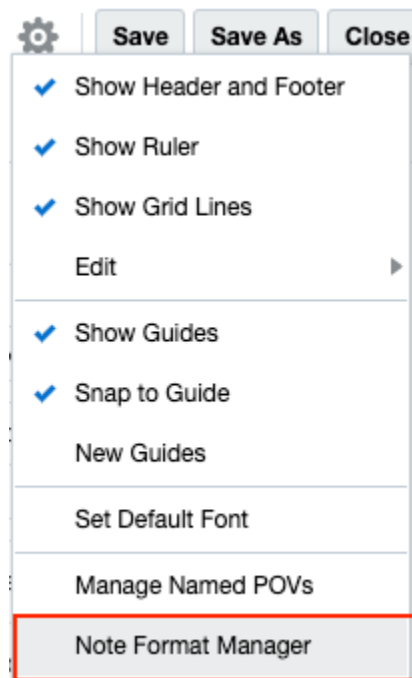 Save Save As Close
Show Header and Footer
Show Ruler
Show Grid Lines
Edit
Show Guides
Snap to Guide
New Guides
Set Default Font
Manage Named POVs
Note Format Manager